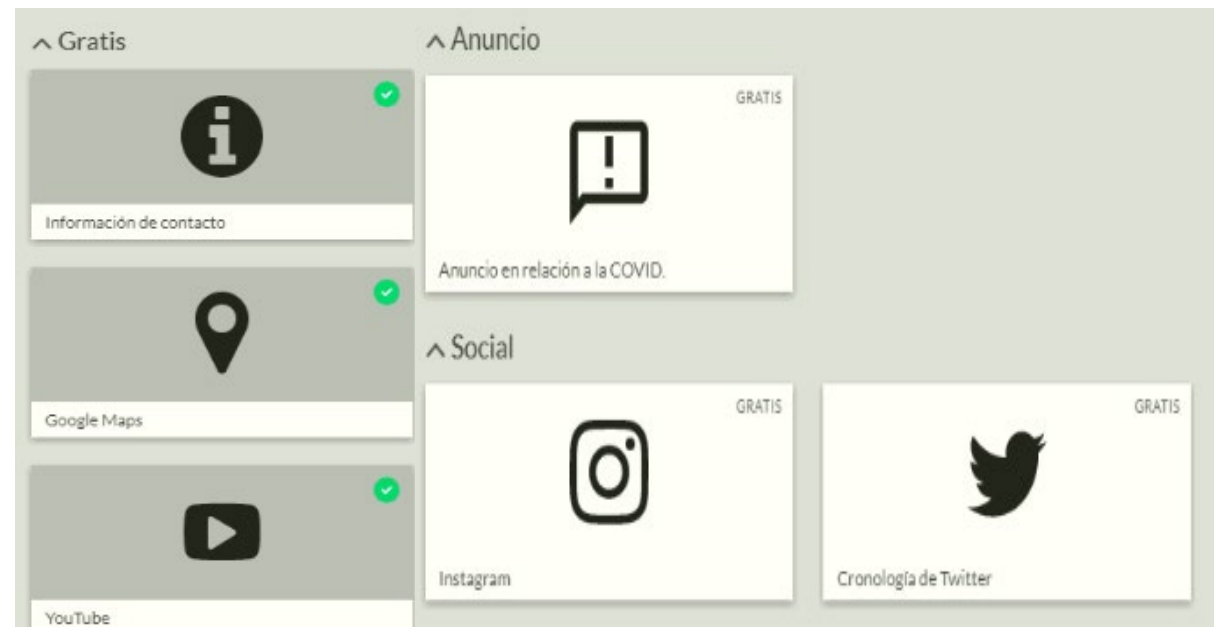 Gratis
Información de contacto
Google Maps
YouTube
Anuncio
GRATIS
Anuncio en relación a la COVID.
Social
GRATIS
Instagram
GRATIS
Cronología de Twitter